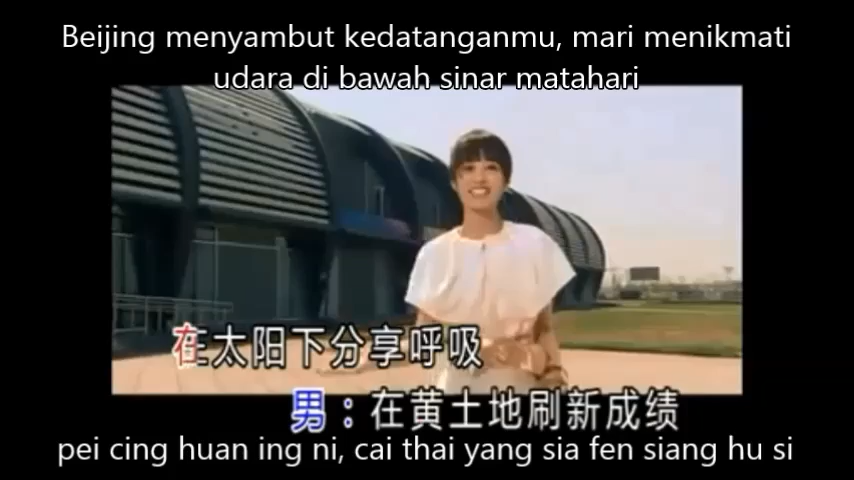 Beijing menyambut kedatanganmu, mari menikmati
udara di bawah sinar matahari
在太阳下分享呼吸
男：在黄土地刷新成绩
pei cing huan ing ni, cai thai yang sia fen siang hu si